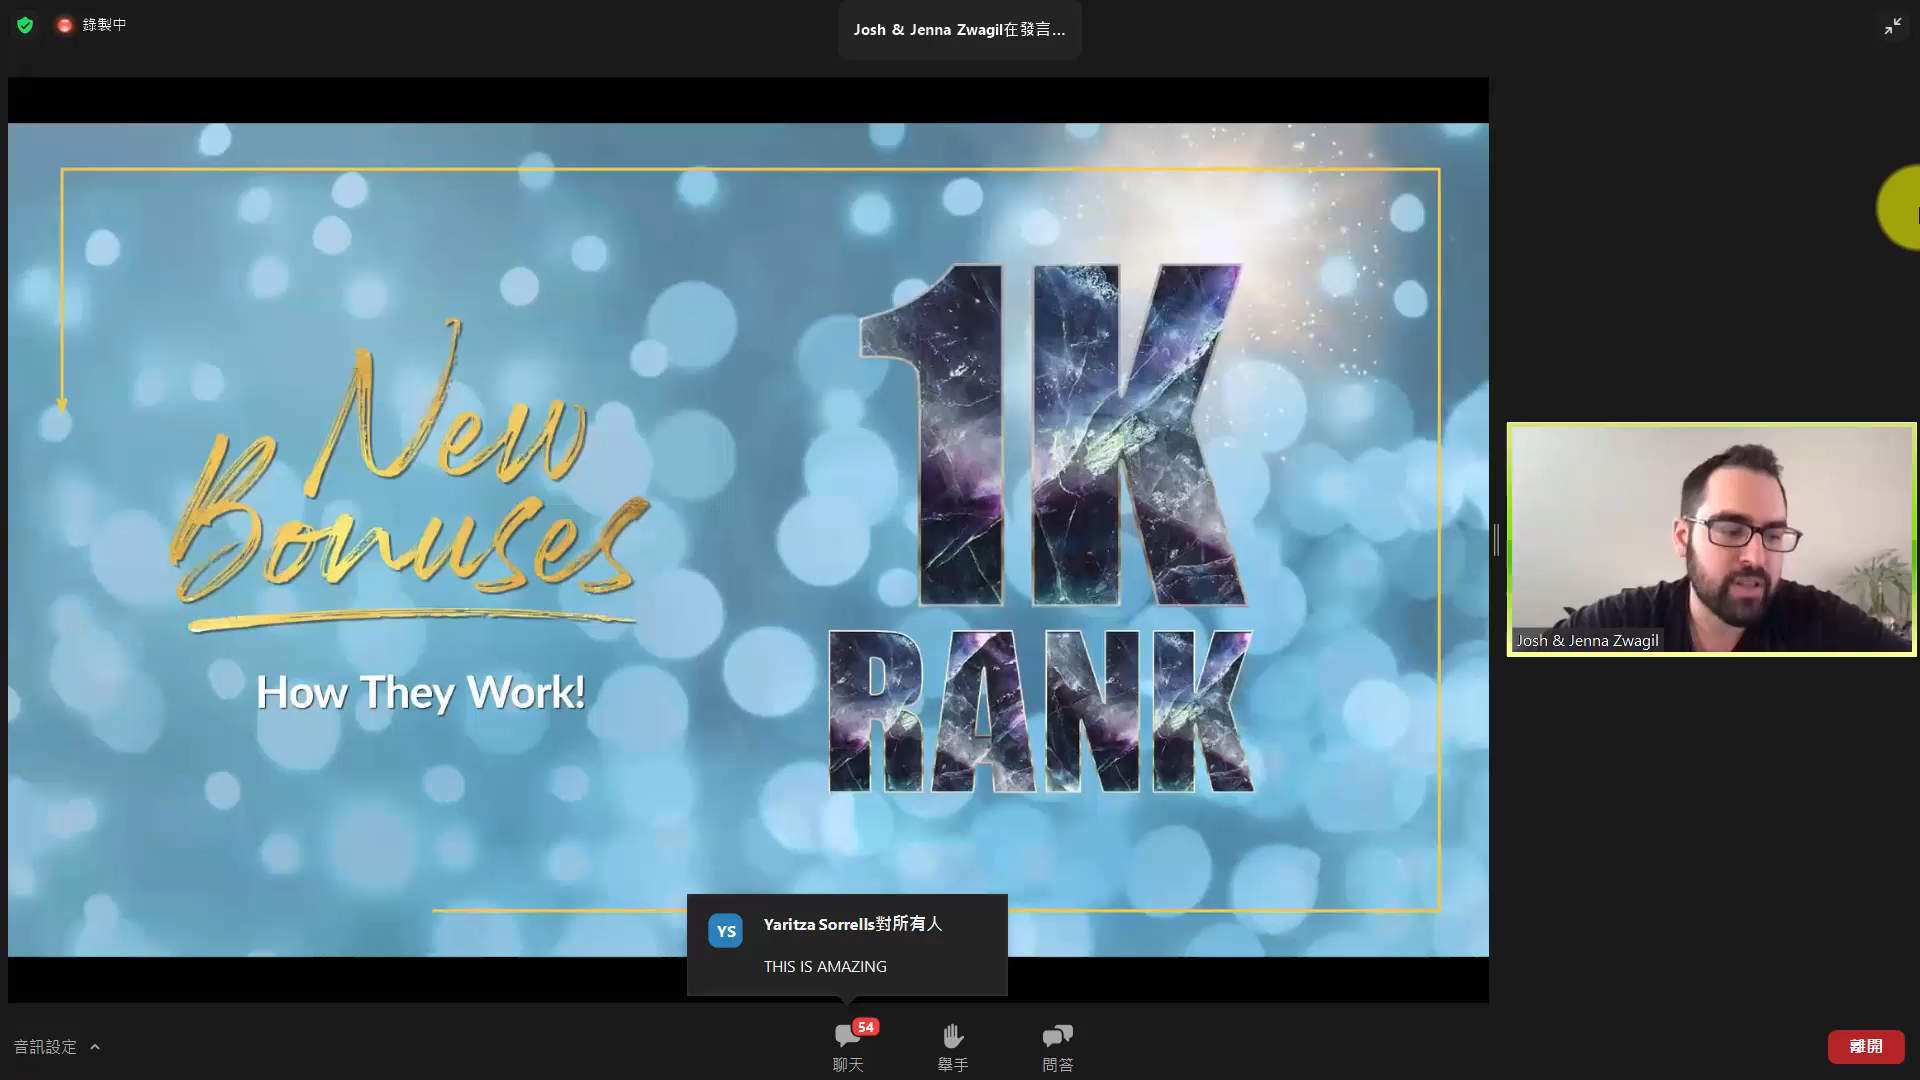 錄製中
Josh & Jenna Zwagil在發言...
New
Bonuses
How They Work!
1K
RANK
Josh & Jenna Zwagil
YS
Yaritza Sorrells對所有人
THIS IS AMAZING
音訊設定
54
聊天
舉手
問答
離開